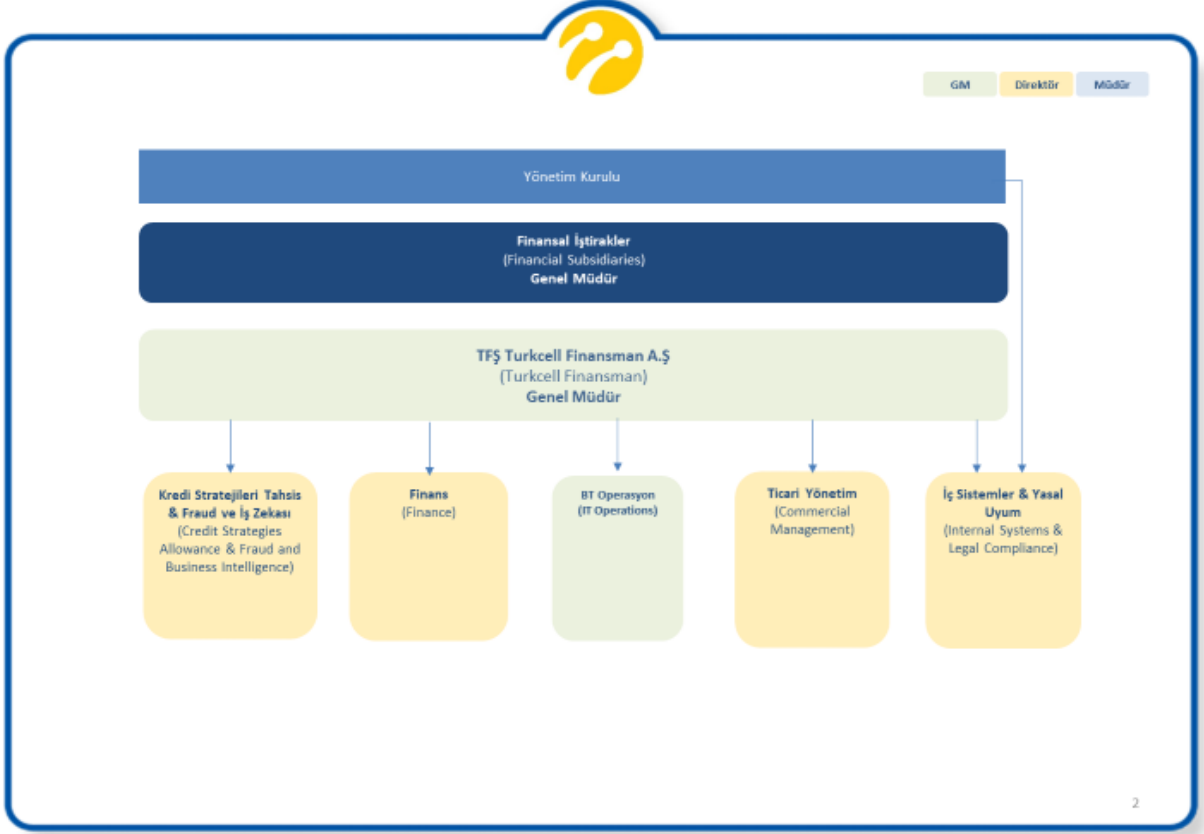 GM
Direktör
Müdür
Yönetim Kurulu
Finansal İştirakler
(Financial Subsidiaries)
Genel Müdür
TFŞ Turkcell Finansman A.Ş
(Turkcell Finansman)
Genel Müdür
Kredi Stratejileri Tahsis
& Fraud ve İş Zekası
(Credit Strategies
Allowance & Fraud and
Business Intelligence)
Finans
(Finance)
BT Operasyon
(IT Operations)
Ticari Yönetim
(Commercial
Management)
İç Sistemler & Yasal
Uyum
(Internal Systems &
Legal Compliance)
2